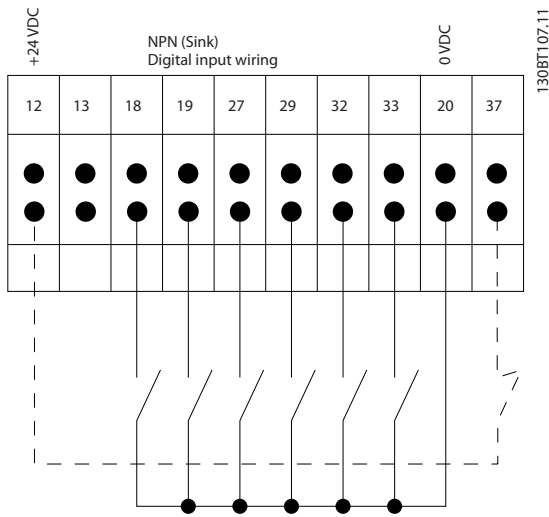 +24 VDC
NPN (Sink)
Digital input wiring
0 VDC
130BT107.11
12 13 18 19 27 29 32 33 20 37